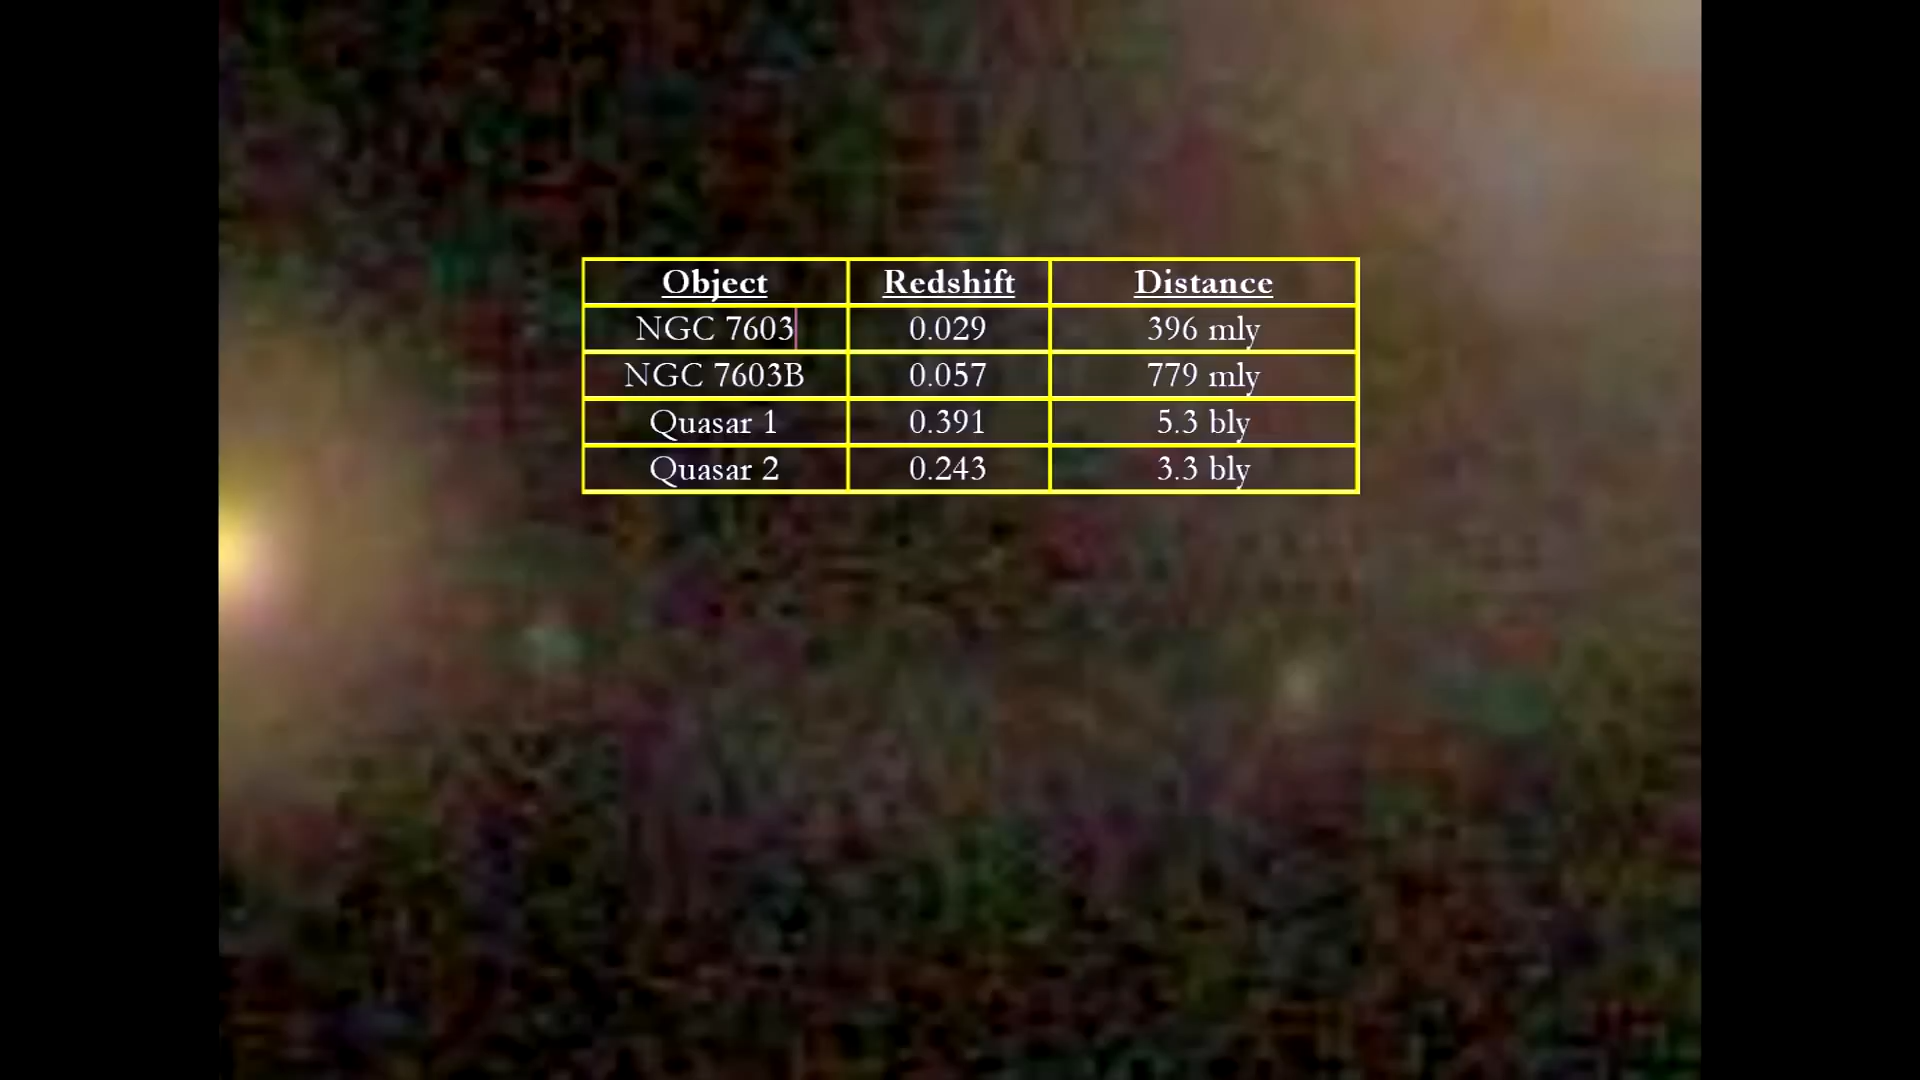 Object Redshift Distance
NGC 7603 0.029 396 mly
NGC 7603B 0.057 779 mly
Quasar 1 0.391 5.3 bly
Quasar 2 0.243 3.3 bly